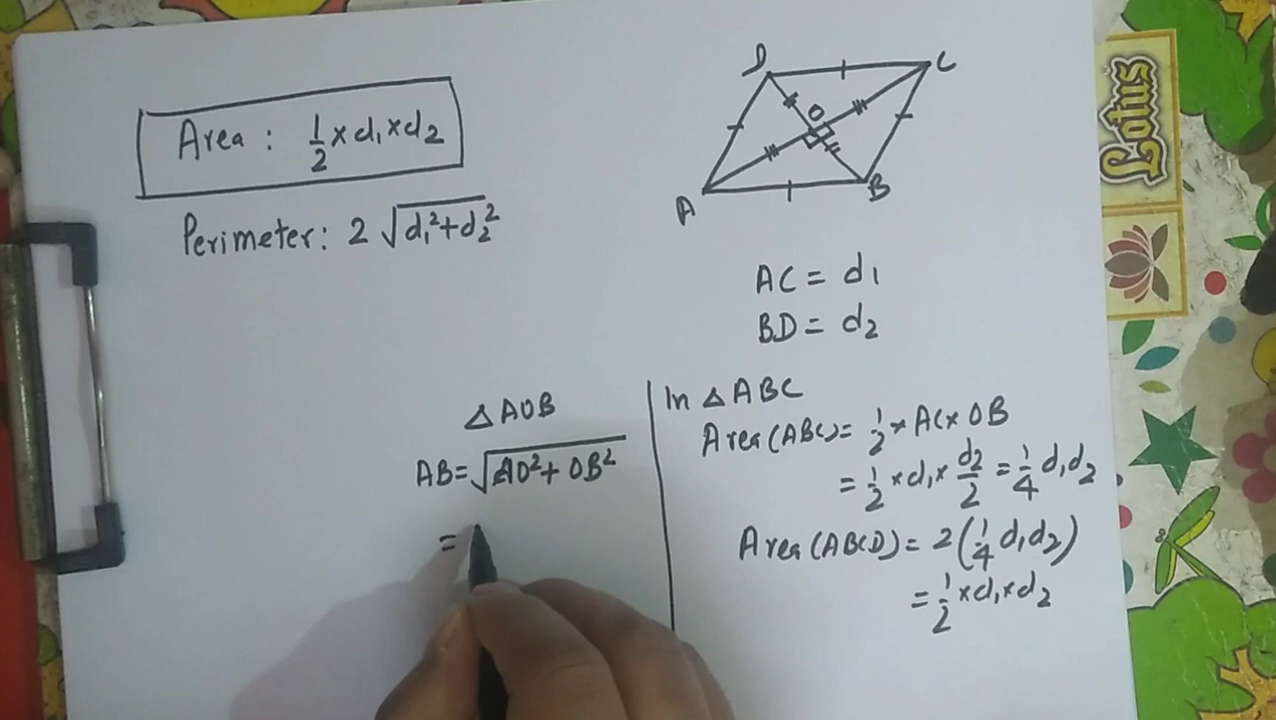 Area : 1/2 × d₁ × d₂
Perimeter: 2 √(d₁² + d₂²)
D
C
O
A
B
AC = d₁
BD = d₂
△ AOB
AB = √(AO² + OB²)
=
In △ ABC
Area (ABC) = 1/2 × AC × OB
= 1/2 × d₁ × d₂/2 = 1/4 d₁d₂
Area (ABCD) = 2(1/4 d₁d₂)
= 1/2 × d₁ × d₂
Lotus